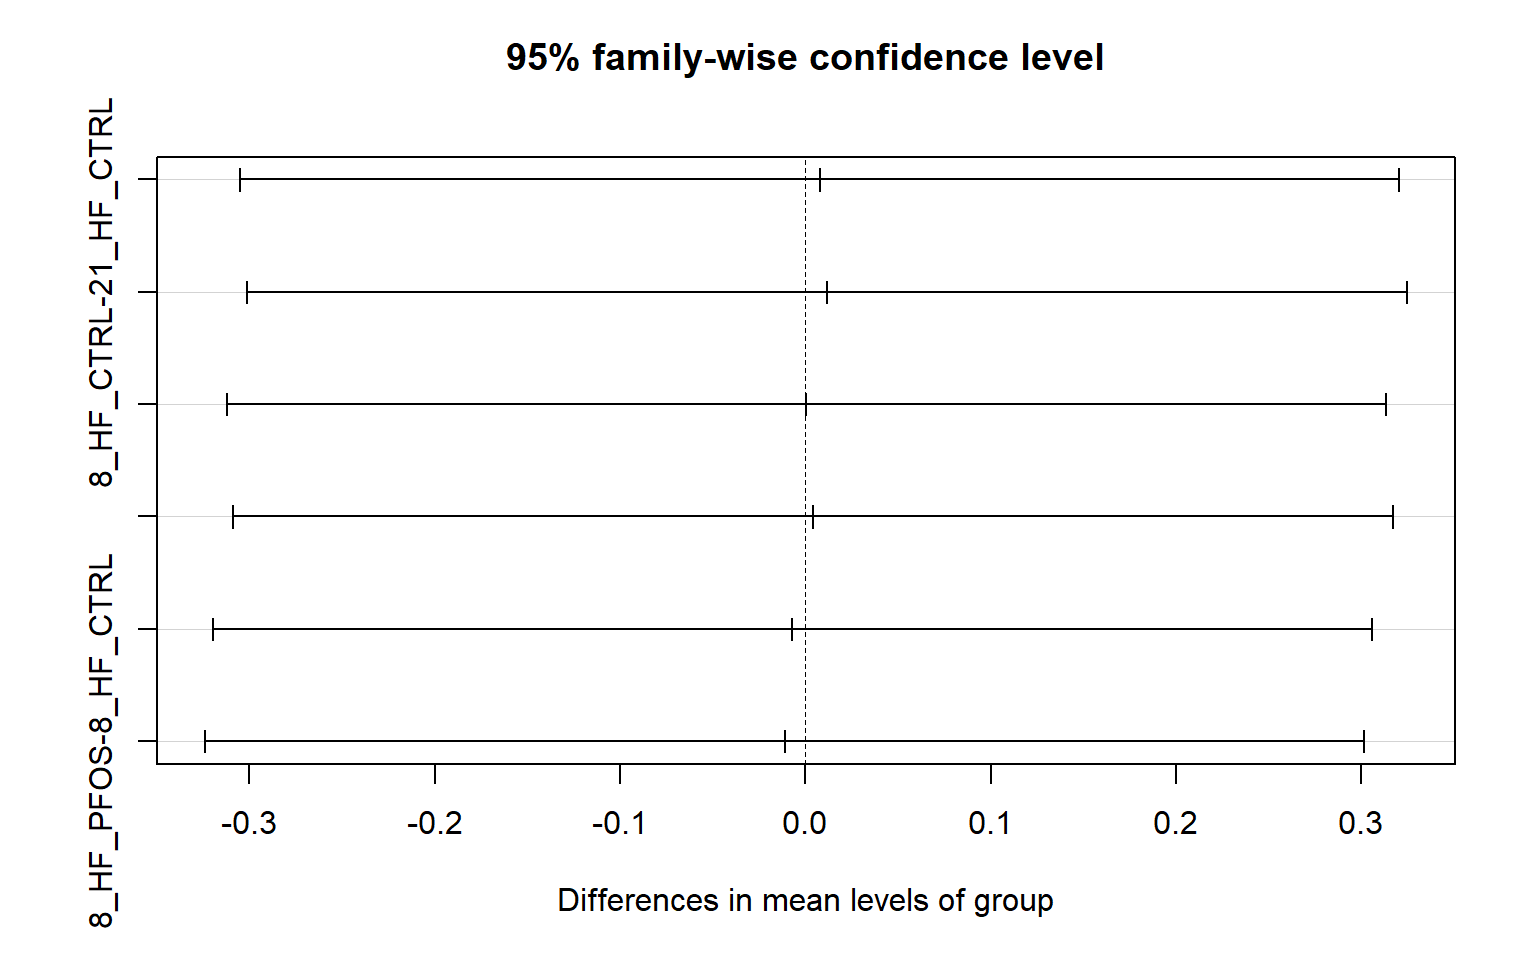 95% family-wise confidence level
8_HF_CTRL-21_HF_CTRL
8_HF_PFOS-8_HF_CTRL
-0.3 -0.2 -0.1 0.0 0.1 0.2 0.3
Differences in mean levels of group